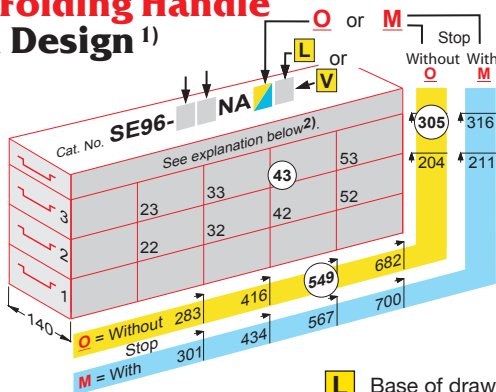 Folding Handle
Design 1)
O or M
Stop
Without With
O M
L
or
V
Cat. No. SE96- NA
See explanation below2).
305 316
204 211
3 23 33 43 53
2 22 32 42 52
1
140
O = Without 283 416 549 682
Stop
M = With 301 434 567 700
L Base of draw